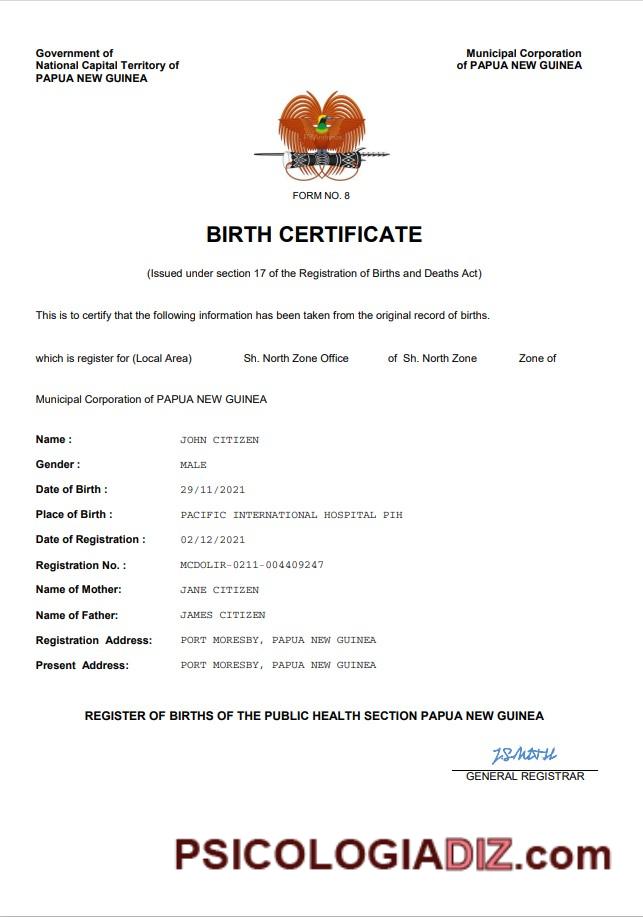 Government of
National Capital Territory of
PAPUA NEW GUINEA
Municipal Corporation
of PAPUA NEW GUINEA
FORM NO. 8
BIRTH CERTIFICATE
(Issued under section 17 of the Registration of Births and Deaths Act)
This is to certify that the following information has been taken from the original record of births.
which is register for (Local Area) Sh. North Zone Office of Sh. North Zone Zone of
Municipal Corporation of PAPUA NEW GUINEA
Name : JOHN CITIZEN
Gender : MALE
Date of Birth : 29/11/2021
Place of Birth : PACIFIC INTERNATIONAL HOSPITAL PIH
Date of Registration : 02/12/2021
Registration No. : MCDOLIR-0211-004409247
Name of Mother: JANE CITIZEN
Name of Father: JAMES CITIZEN
Registration Address: PORT MORESBY, PAPUA NEW GUINEA
Present Address: PORT MORESBY, PAPUA NEW GUINEA
REGISTER OF BIRTHS OF THE PUBLIC HEALTH SECTION PAPUA NEW GUINEA
GENERAL REGISTRAR
PSICOLOGIADIZ.com